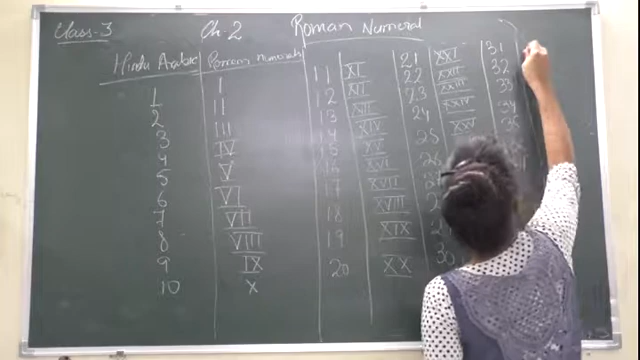 Class-3 Ch-2 Roman Numeral
Hindu Arabic Roman numerals
1 I
2 II
3 III
4 IV
5 V
6 VI
7 VII
8 VIII
9 IX
10 X
11 XI
12 XII
13 XIII
14 XIV
15 XV
16 XVI
17 XVII
18 XVIII
19 XIX
20 XX
21 XXI
22 XXII
23 XXIII
24 XXIV
25 XXV
26
30
31
32
33
34
35